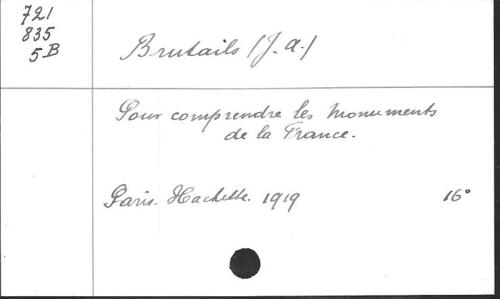 721
835
5B
Brutails (J. A.)
Pour comprendre les monuments
de la France.
Paris. Hachette. 1919 16°